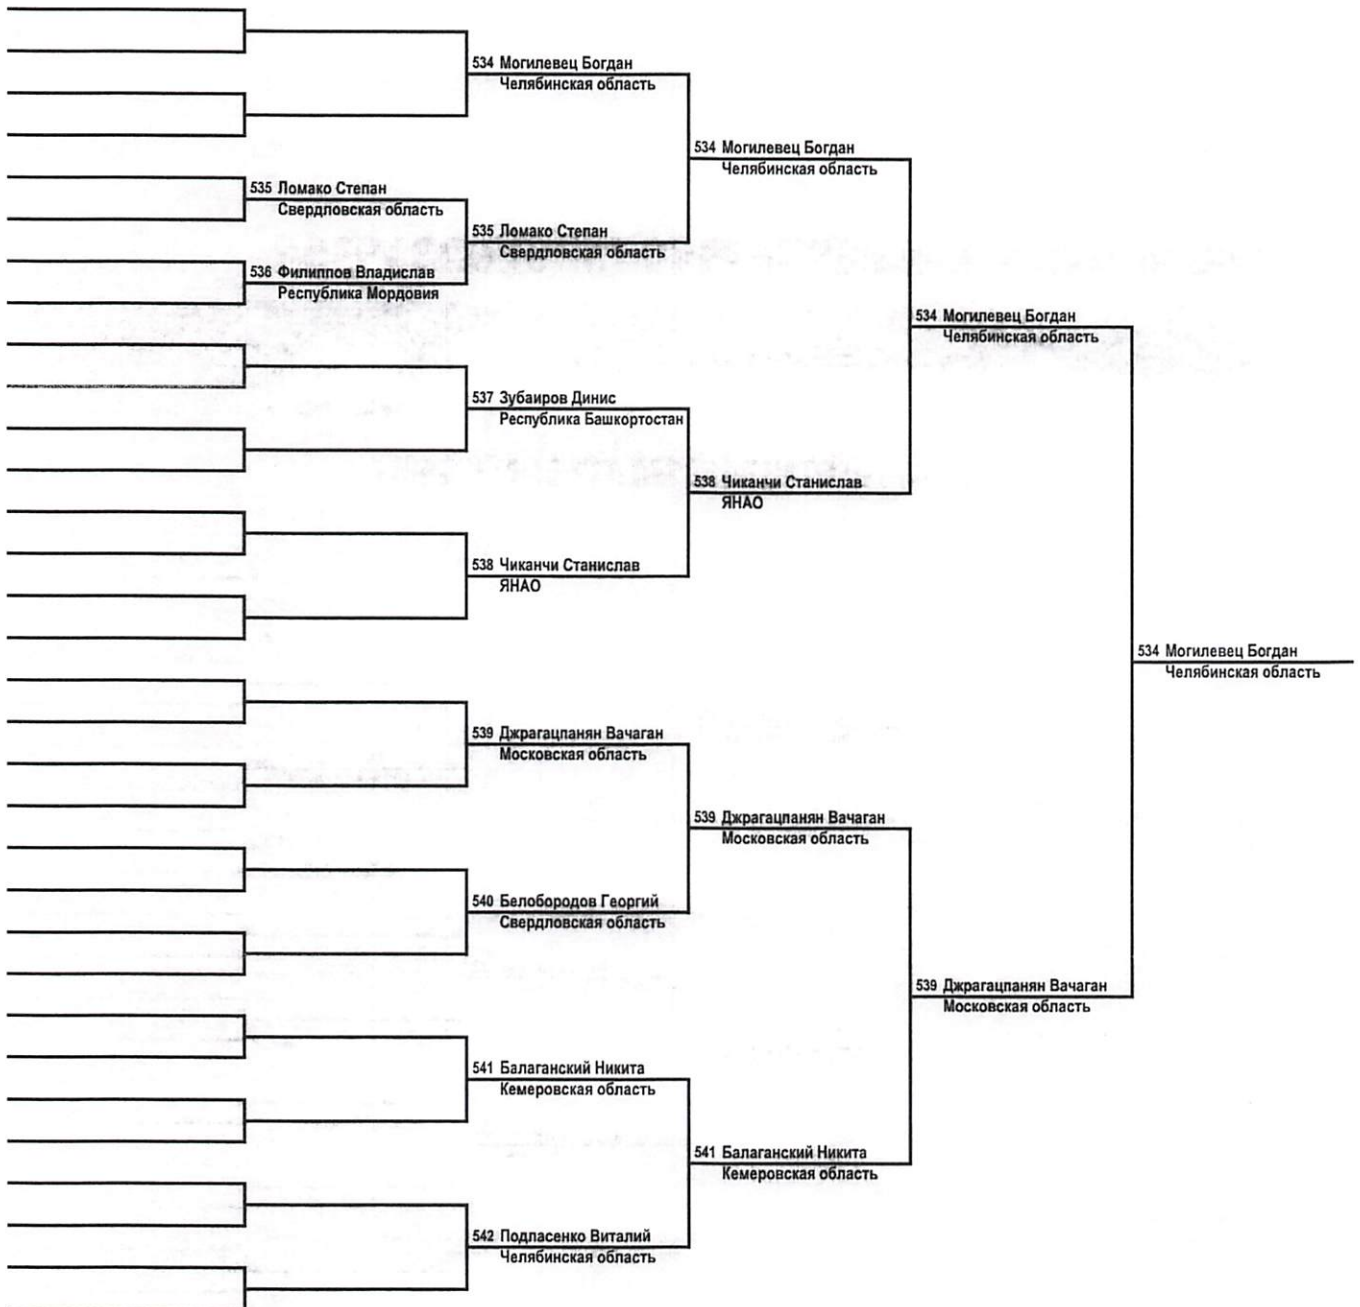 534 Могилевец Богдан
Челябинская область
534 Могилевец Богдан
Челябинская область
535 Ломако Степан
Свердловская область
535 Ломако Степан
Свердловская область
536 Филиппов Владислав
Республика Мордовия
534 Могилевец Богдан
Челябинская область
537 Зубаиров Динис
Республика Башкортостан
538 Чиканчи Станислав
ЯНАО
538 Чиканчи Станислав
ЯНАО
534 Могилевец Богдан
Челябинская область
539 Джрагацпанян Вачаган
Московская область
539 Джрагацпанян Вачаган
Московская область
540 Белобородов Георгий
Свердловская область
539 Джрагацпанян Вачаган
Московская область
541 Балаганский Никита
Кемеровская область
541 Балаганский Никита
Кемеровская область
542 Подласенко Виталий
Челябинская область